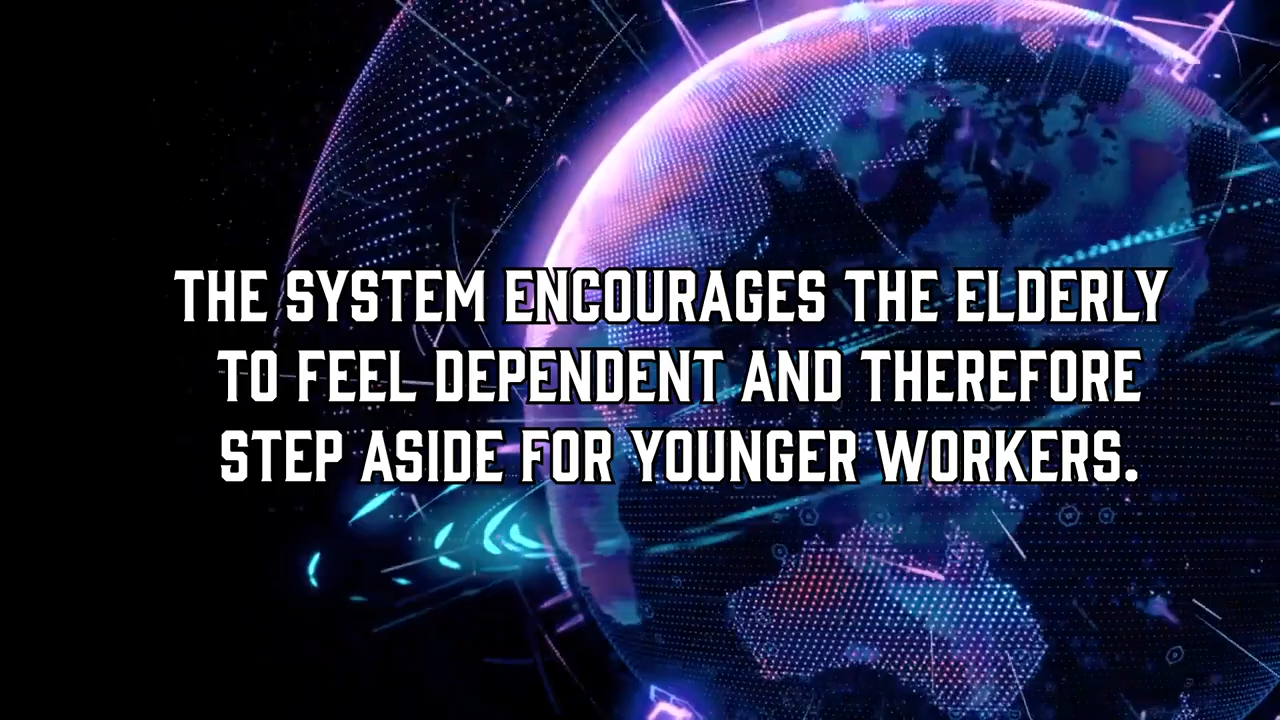 THE SYSTEM ENCOURAGES THE ELDERLY
TO FEEL DEPENDENT AND THEREFORE
STEP ASIDE FOR YOUNGER WORKERS.